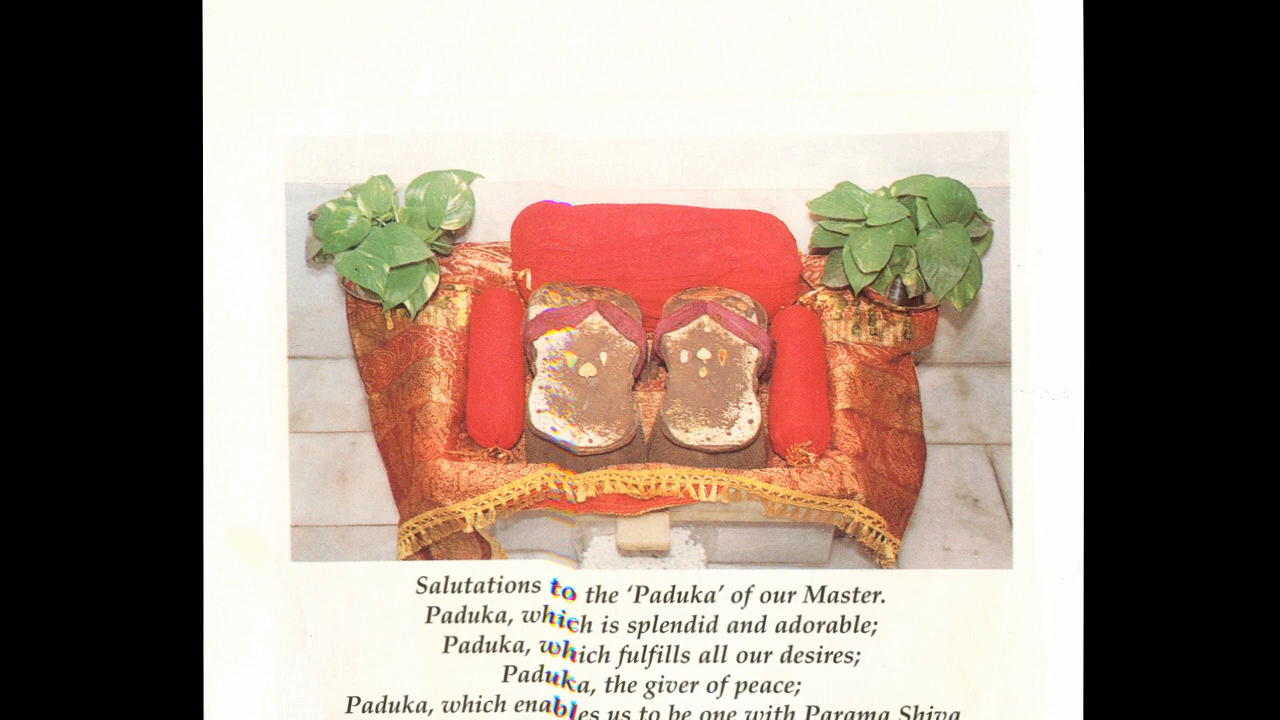 Salutations to the ‘Paduka’ of our Master.
Paduka, which is splendid and adorable;
Paduka, which fulfills all our desires;
Paduka, the giver of peace;
Paduka, which enables us to be one with Parama Shiva